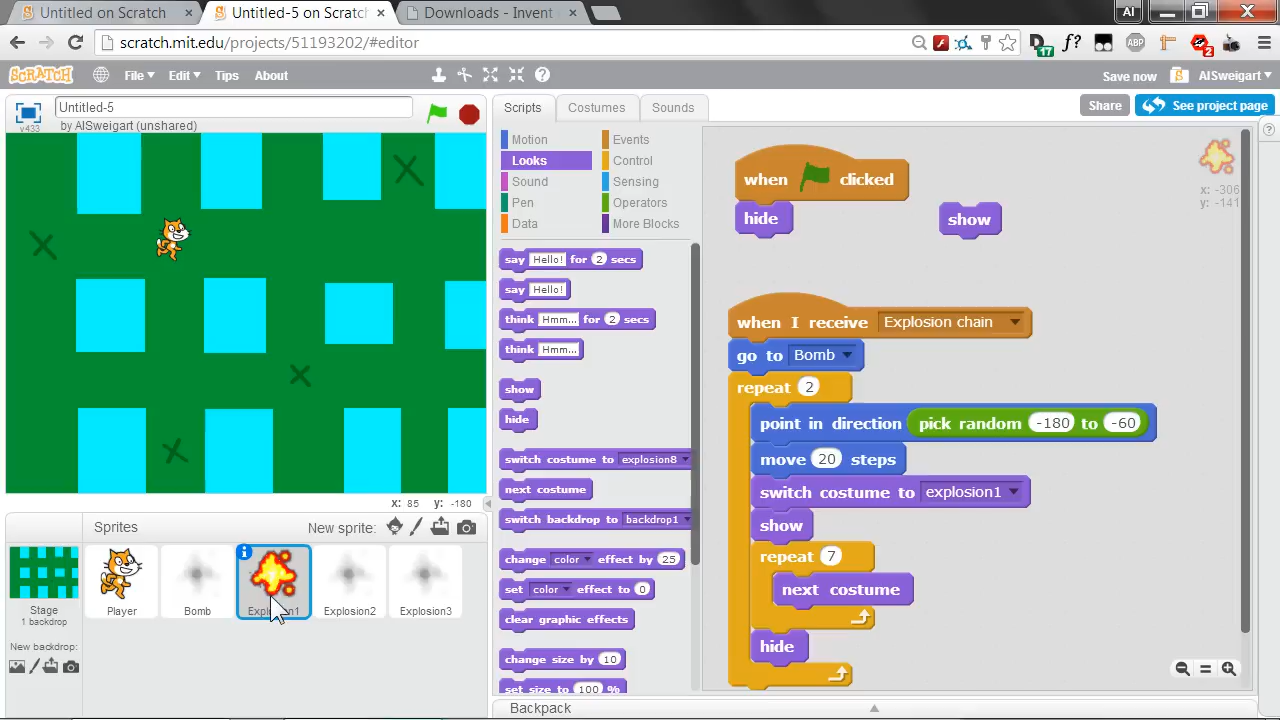 Untitled on Scratch
Untitled-5 on Scratch
Downloads - Invent
AI
scratch.mit.edu/projects/51193202/#editor
17
f?
ABP
2
SCRATCH
File
Edit
Tips
About
Save now
AlSweigart
Untitled-5
by AlSweigart (unshared)
v433
Scripts
Costumes
Sounds
Share
See project page
Motion
Events
Looks
Control
Sound
Sensing
Pen
Operators
Data
More Blocks
say Hello! for 2 secs
say Hello!
think Hmm... for 2 secs
think Hmm...
show
hide
switch costume to explosion8
next costume
switch backdrop to backdrop1
change color effect by 25
set color effect to 0
clear graphic effects
change size by 10
set size to 100 %
when clicked
hide
show
when I receive Explosion chain
go to Bomb
repeat 2
point in direction pick random -180 to -60
move 20 steps
switch costume to explosion1
show
repeat 7
next costume
hide
x: -306
y: -141
?
x: 85 y: -180
Sprites
New sprite:
Stage
1 backdrop
New backdrop:
Player
Bomb
Explosion1
Explosion2
Explosion3
Backpack